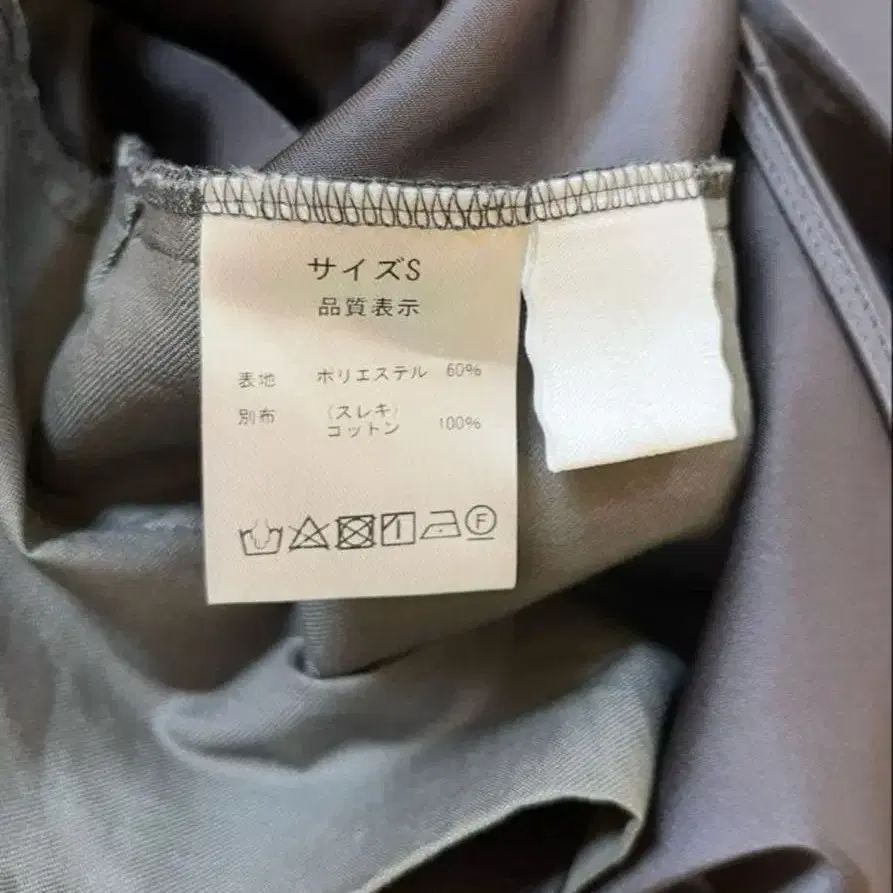 サイズS
品質表示
表地 ポリエステル 60%
別布 (スレキ)
コットン 100%
F